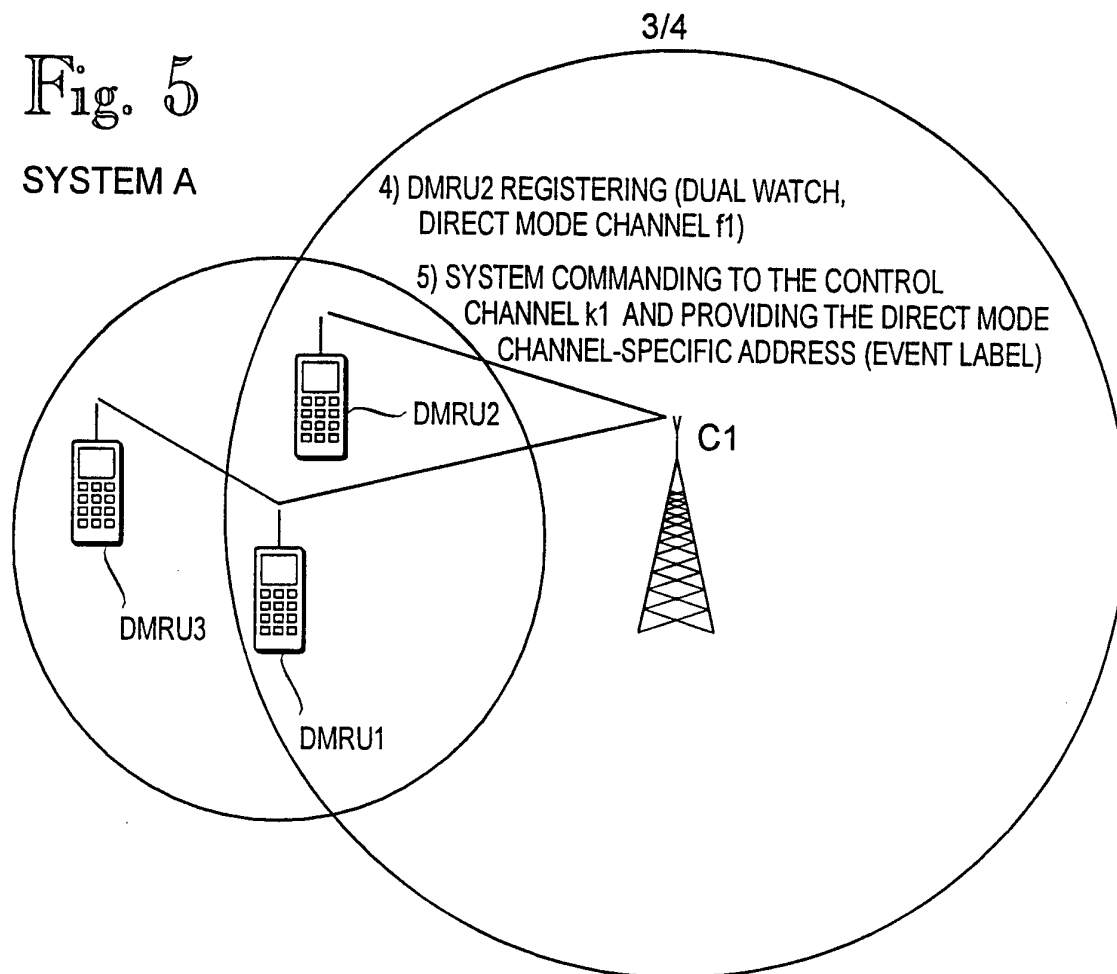 3/4
Fig. 5
SYSTEM A
4) DMRU2 REGISTERING (DUAL WATCH,
DIRECT MODE CHANNEL f1)
5) SYSTEM COMMANDING TO THE CONTROL
CHANNEL k1 AND PROVIDING THE DIRECT MODE
CHANNEL-SPECIFIC ADDRESS (EVENT LABEL)
DMRU2
C1
DMRU3
DMRU1